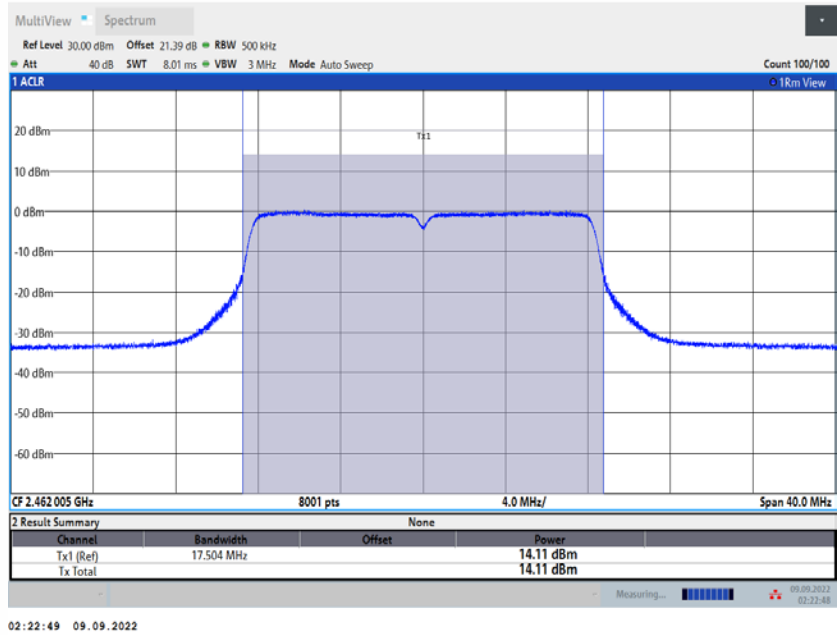 MultiView Spectrum
Ref Level 30.00 dBm Offset 21.39 dB RBW 500 kHz
Att 40 dB SWT 8.01 ms VBW 3 MHz Mode Auto Sweep Count 100/100
1 ACLR 1Rm View
Tx1
20 dBm
10 dBm
0 dBm
-10 dBm
-20 dBm
-30 dBm
-40 dBm
-50 dBm
-60 dBm
CF 2.462 005 GHz 8001 pts 4.0 MHz/ Span 40.0 MHz
2 Result Summary None
Channel Bandwidth Offset Power
Tx1 (Ref) 17.504 MHz 14.11 dBm
Tx Total 14.11 dBm
Measuring... 09.09.2022
02:22:48
02:22:49 09.09.2022